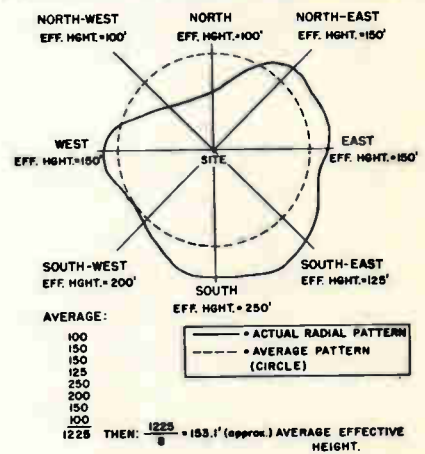 NORTH-WEST
EFF. HGHT.=100'
NORTH
EFF. HGHT.=100'
NORTH-EAST
EFF. HGHT.=150'
WEST
EFF. HGHT.=150'
SITE
EAST
EFF. HGHT.=150'
SOUTH-WEST
EFF. HGHT.= 200'
SOUTH
EFF. HGHT. = 250'
SOUTH-EAST
EFF. HGHT.=125'
AVERAGE:
= ACTUAL RADIAL PATTERN
= AVERAGE PATTERN
(CIRCLE)
100
150
150
125
250
200
150
100
1225 THEN: 1225/8 = 153.1' (approx.) AVERAGE EFFECTIVE
HEIGHT.